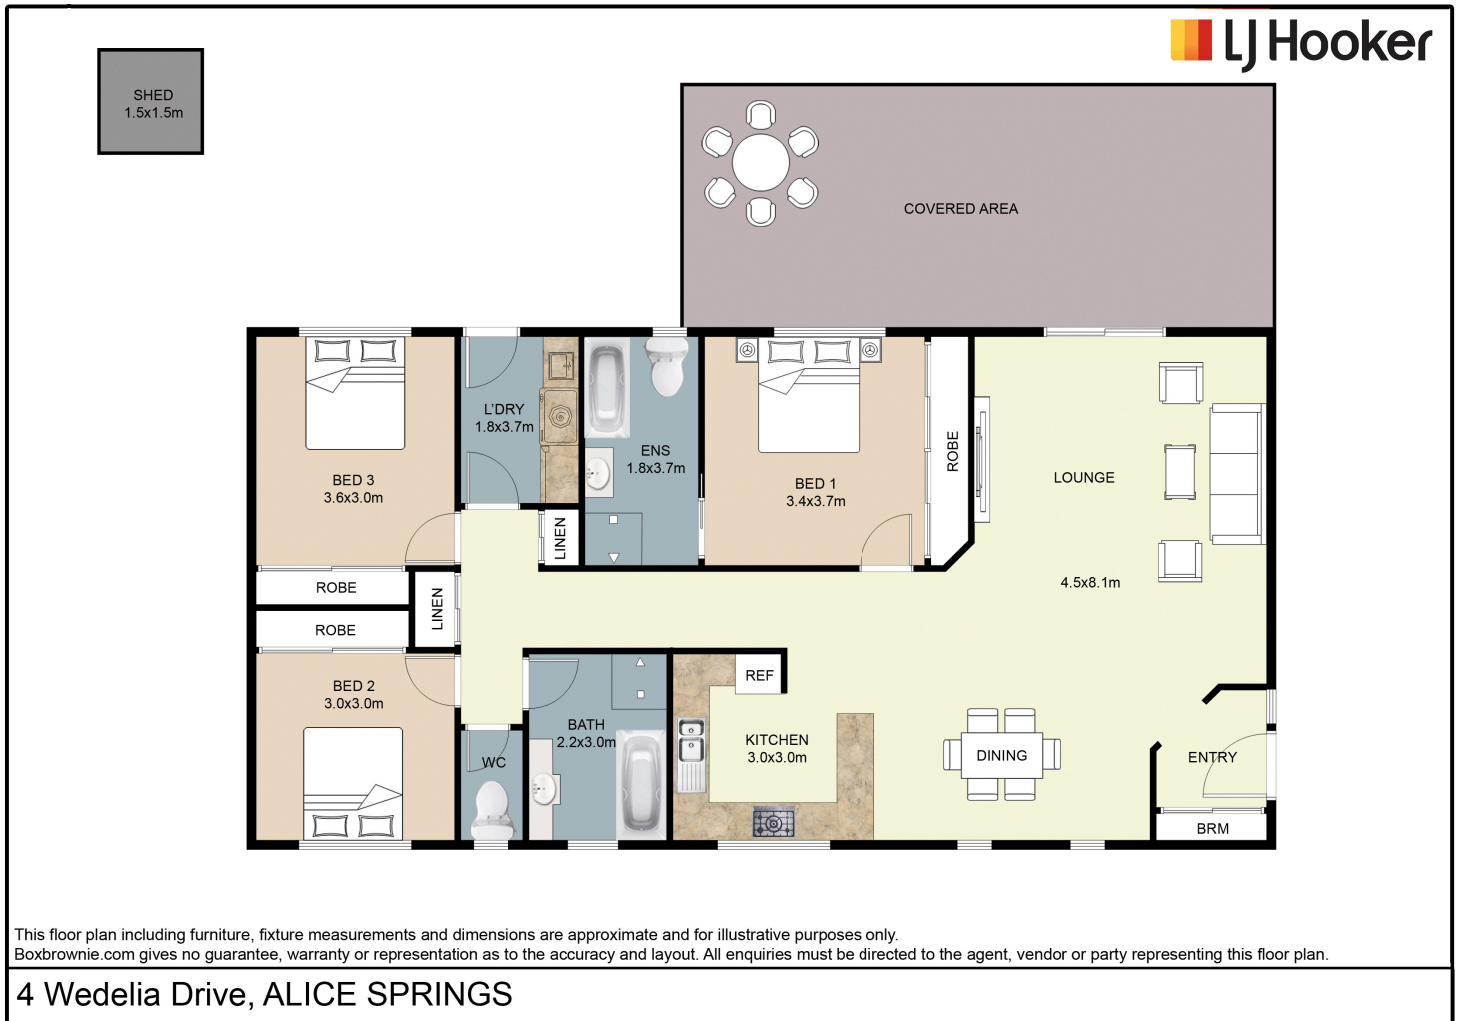 LJ Hooker
SHED
1.5x1.5m
COVERED AREA
BED 3
3.6x3.0m
L'DRY
1.8x3.7m
ENS
1.8x3.7m
BED 1
3.4x3.7m
ROBE
LOUNGE
4.5x8.1m
LINEN
ROBE
LINEN
ROBE
BED 2
3.0x3.0m
WC
BATH
2.2x3.0m
REF
KITCHEN
3.0x3.0m
DINING
ENTRY
BRM
This floor plan including furniture, fixture measurements and dimensions are approximate and for illustrative purposes only.
Boxbrownie.com gives no guarantee, warranty or representation as to the accuracy and layout. All enquiries must be directed to the agent, vendor or party representing this floor plan.
4 Wedelia Drive, ALICE SPRINGS